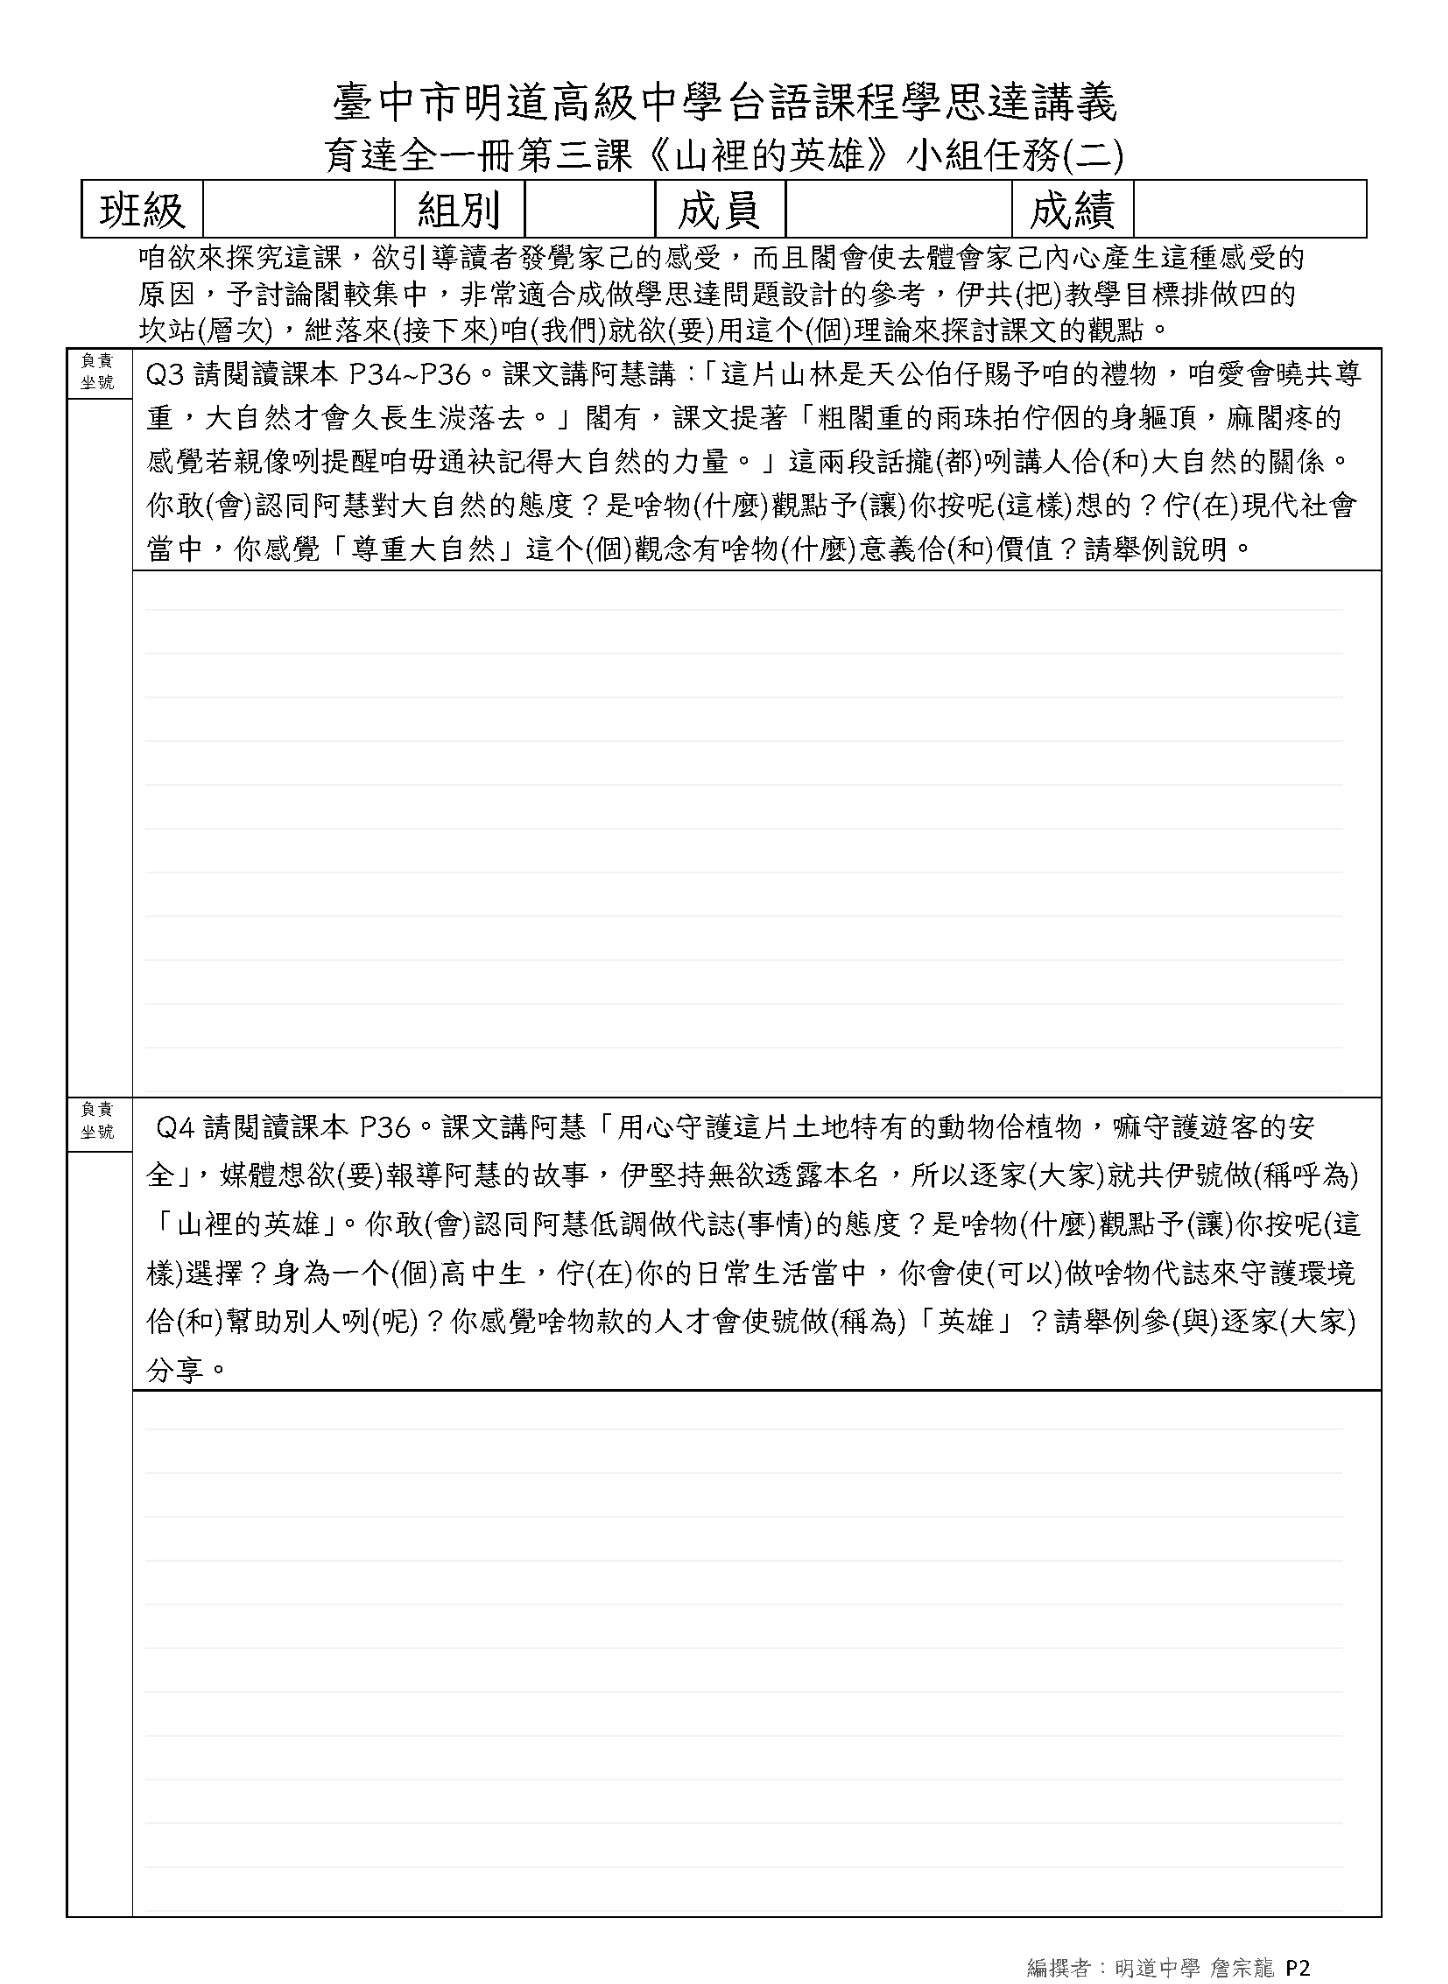 臺中市明道高級中學台語課程學思達講義
育達全一冊第三課《山裡的英雄》小組任務(二)
班級 組別 成員 成績
咱欲來探究這課，欲引導讀者發覺家己的感受，而且閣會使去體會家己內心產生這種感受的
原因，予討論閣較集中，非常適合成做學思達問題設計的參考，伊共(把)教學目標排做四的
坎站(層次)，紲落來(接下來)咱(我們)就欲(要)用這个(個)理論來探討課文的觀點。
負責
坐號
Q3 請閱讀課本 P34~P36。課文講阿慧講：「這片山林是天公伯仔賜予咱的禮物，咱愛會曉共尊
重，大自然才會久長生湠落去。」閣有，課文提著「粗閣重的雨珠拍佇個的身軀頂，麻閣疼的
感覺若親像咧提醒咱毋通袂記得大自然的力量。」這兩段話攏(都)咧講人佮(和)大自然的關係。
你敢(會)認同阿慧對大自然的態度？是啥物(什麼)觀點予(讓)你按呢(這樣)想的？佇(在)現代社會
當中，你感覺「尊重大自然」這个(個)觀念有啥物(什麼)意義佮(和)價值？請舉例說明。
負責
坐號
Q4 請閱讀課本 P36。課文講阿慧「用心守護這片土地特有的動物佮植物，嘛守護遊客的安
全」，媒體想欲(要)報導阿慧的故事，伊堅持無欲透露本名，所以逐家(大家)就共伊號做(稱呼為)
「山裡的英雄」。你敢(會)認同阿慧低調做代誌(事情)的態度？是啥物(什麼)觀點予(讓)你按呢(這
樣)選擇？身為一个(個)高中生，佇(在)你的日常生活當中，你會使(可以)做啥物代誌來守護環境
佮(和)幫助別人咧(呢)？你感覺啥物款的人才會使號做(稱為)「英雄」？請舉例參(與)逐家(大家)
分享。
編撰者：明道中學 詹宗龍 P2